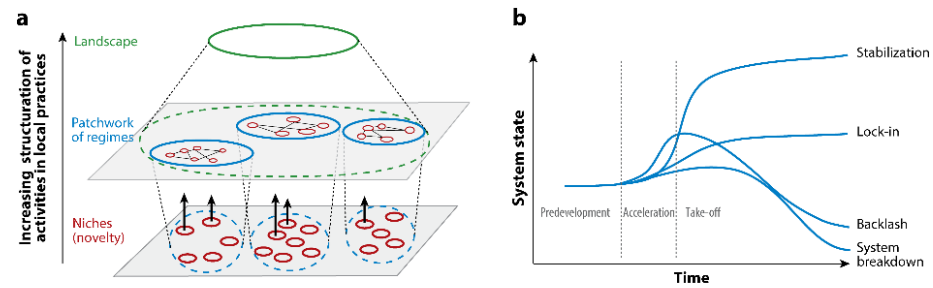 a
Increasing structuration of
activities in local practices
Landscape
Patchwork
of regimes
Niches
(novelty)
b
System state
Predevelopment
Acceleration
Take-off
Stabilization
Lock-in
Backlash
System
breakdown
Time